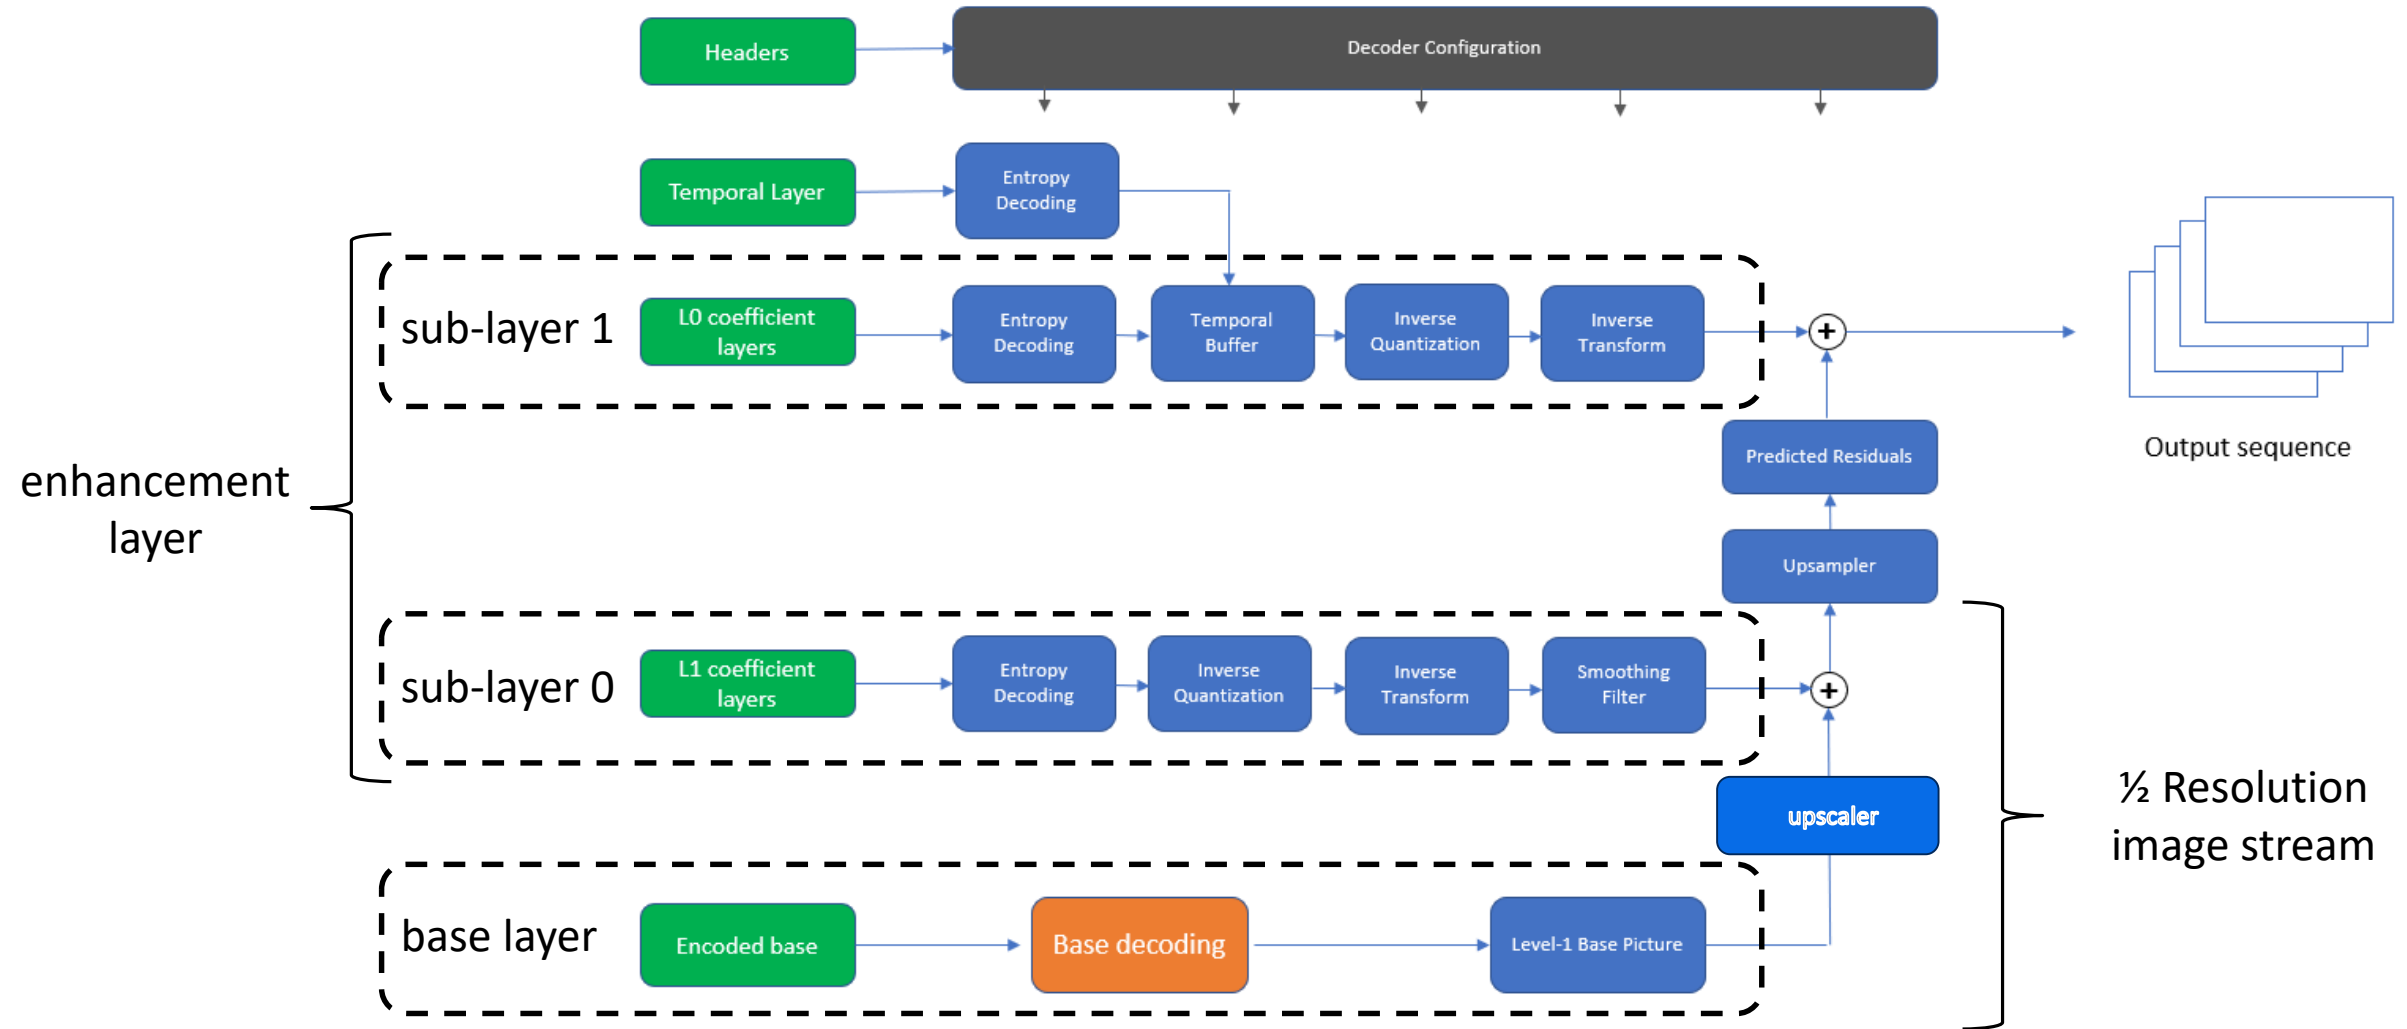 Headers
Decoder Configuration
Temporal Layer
Entropy
Decoding
sub-layer 1
L0 coefficient
layers
Entropy
Decoding
Temporal
Buffer
Inverse
Quantization
Inverse
Transform
+
Output sequence
Predicted Residuals
enhancement
layer
Upsampler
sub-layer 0
L1 coefficient
layers
Entropy
Decoding
Inverse
Quantization
Inverse
Transform
Smoothing
Filter
+
upscaler
½ Resolution
image stream
base layer
Encoded base
Base decoding
Level-1 Base Picture